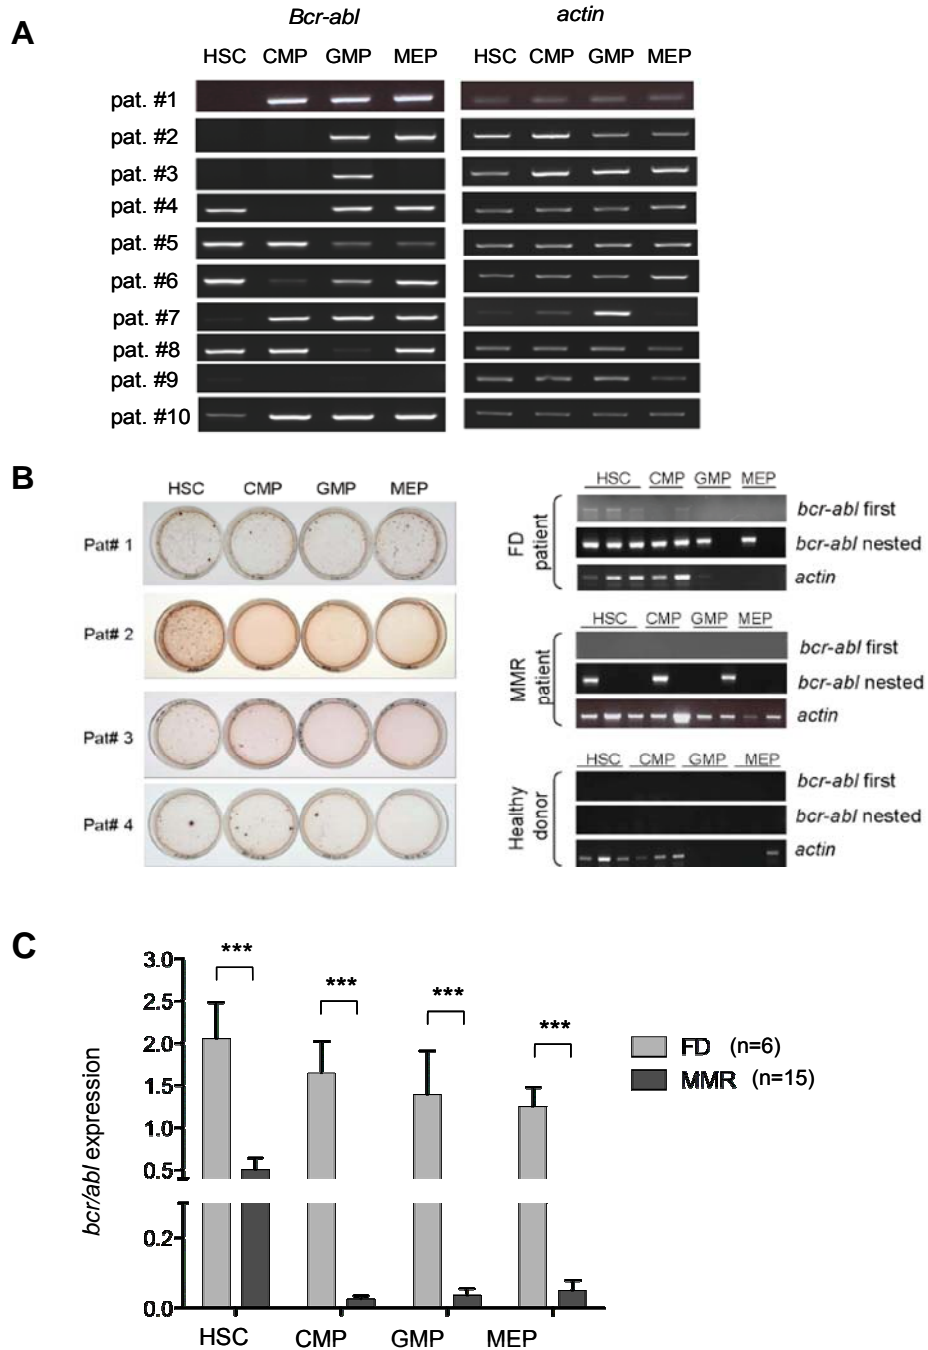 A
Bcr-abl actin
HSC CMP GMP MEP HSC CMP GMP MEP
pat. #1
pat. #2
pat. #3
pat. #4
pat. #5
pat. #6
pat. #7
pat. #8
pat. #9
pat. #10
B
HSC CMP GMP MEP
Pat# 1
Pat# 2
Pat# 3
Pat# 4
HSC CMP GMP MEP
FD patient
bcr-abl first
bcr-abl nested
actin
HSC CMP GMP MEP
MMR patient
bcr-abl first
bcr-abl nested
actin
HSC CMP GMP MEP
Healthy donor
bcr-abl first
bcr-abl nested
actin
C
bcr/abl expression
3.0
2.5
2.0
1.5
1.0
0.5
0.2
0.0
*** *** *** ***
HSC CMP GMP MEP
FD (n=6)
MMR (n=15)